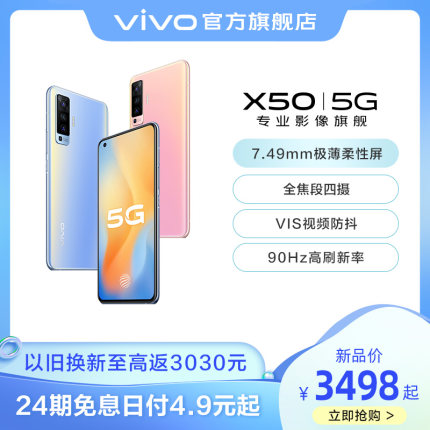 vivo 官方旗舰店
X50 | 5G
专业影像旗舰
7.49mm极薄柔性屏
全焦段四摄
VIS视频防抖
90Hz高刷新率
5G
vivo
以旧换新至高返3030元
24期免息日付4.9元起
新品价
¥3498起
立即抢购 >